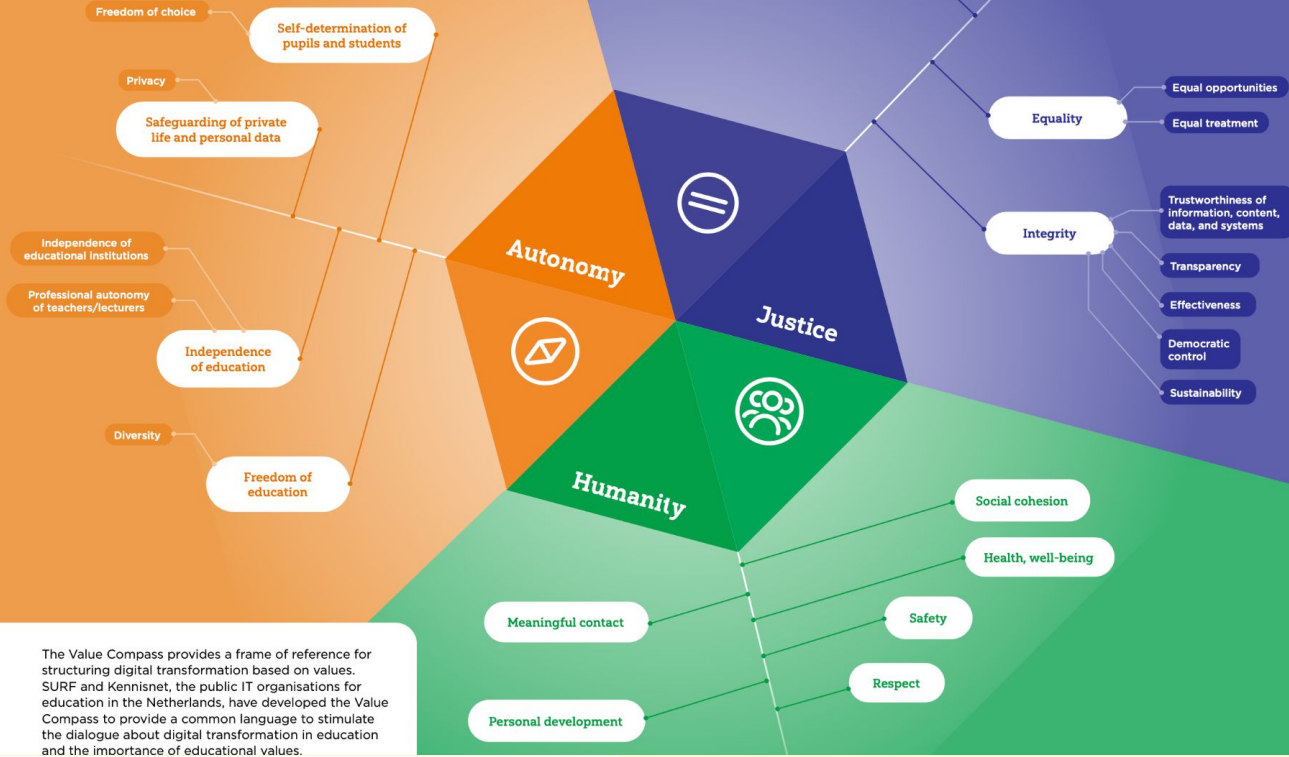 Freedom of choice
Self-determination of
pupils and students
Privacy
Safeguarding of private
life and personal data
Independence of
educational institutions
Professional autonomy
of teachers/lecturers
Independence
of education
Diversity
Freedom of
education
Autonomy
Justice
Humanity
Equality
Equal opportunities
Equal treatment
Integrity
Trustworthiness of
information, content,
data, and systems
Transparency
Effectiveness
Democratic
control
Sustainability
Social cohesion
Health, well-being
Meaningful contact
Safety
Respect
Personal development
The Value Compass provides a frame of reference for
structuring digital transformation based on values.
SURF and Kennisnet, the public IT organisations for
education in the Netherlands, have developed the Value
Compass to provide a common language to stimulate
the dialogue about digital transformation in education
and the importance of educational values.